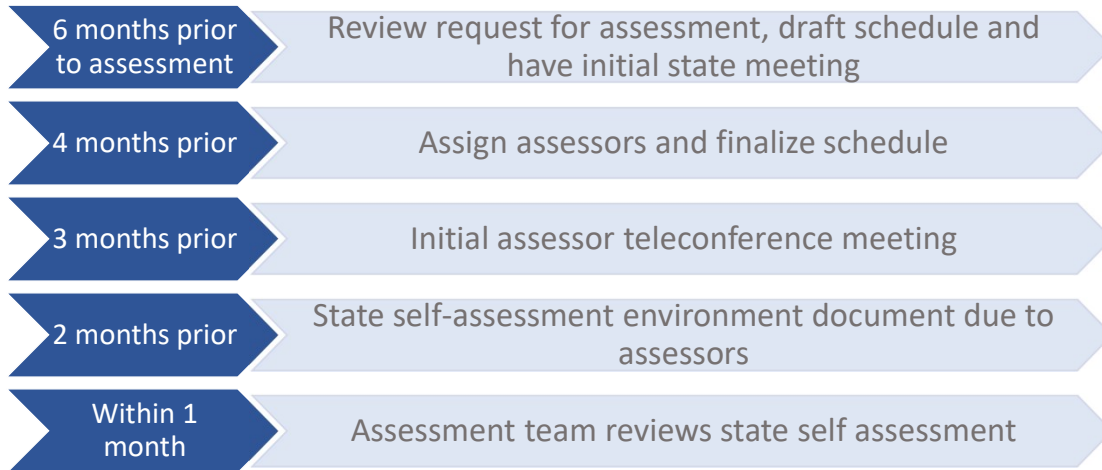 6 months prior
to assessment
Review request for assessment, draft schedule and
have initial state meeting
4 months prior
Assign assessors and finalize schedule
3 months prior
Initial assessor teleconference meeting
2 months prior
State self-assessment environment document due to
assessors
Within 1
month
Assessment team reviews state self assessment